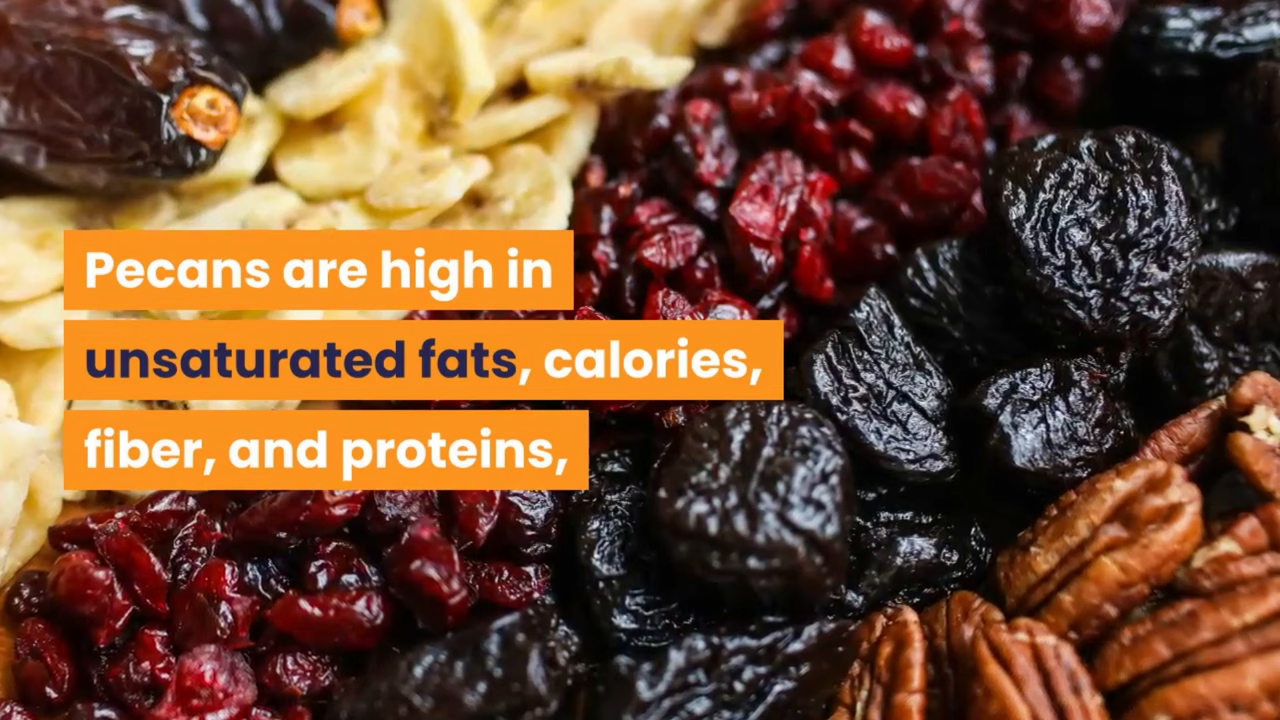 Pecans are high in
unsaturated fats, calories,
fiber, and proteins,